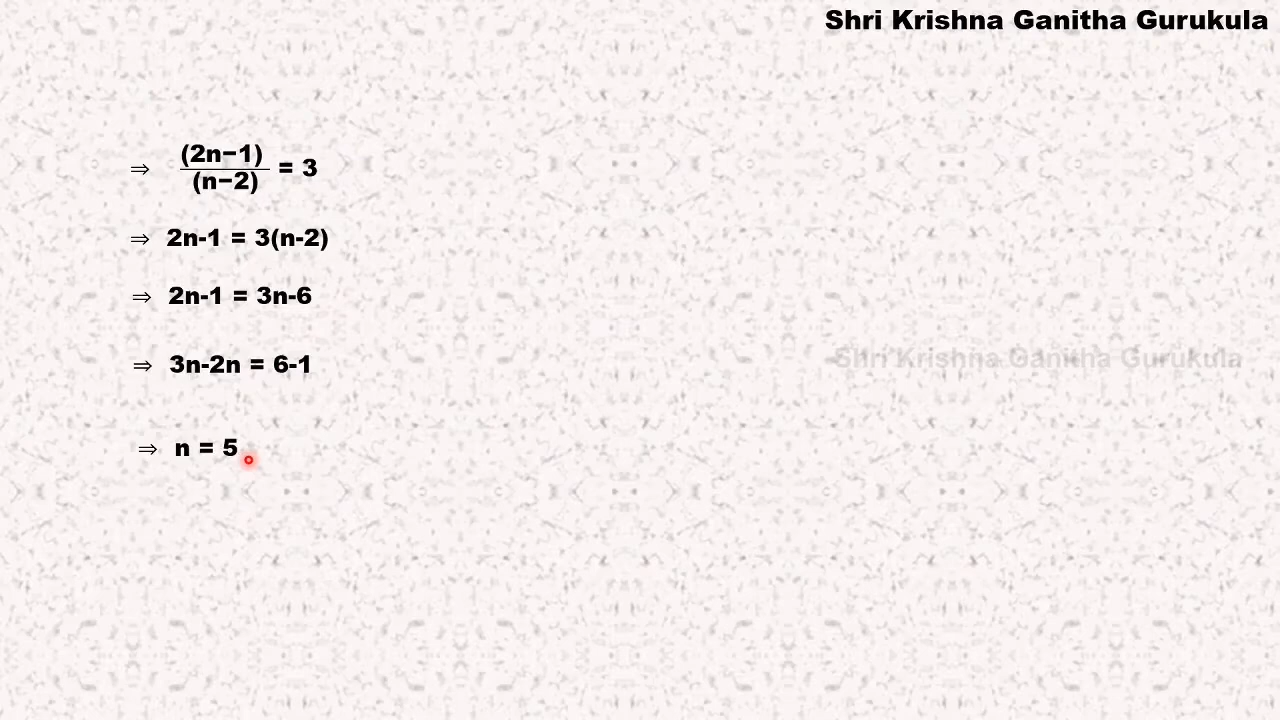 Shri Krishna Ganitha Gurukula
⇒ (2n−1)/(n−2) = 3
⇒ 2n-1 = 3(n-2)
⇒ 2n-1 = 3n-6
⇒ 3n-2n = 6-1
Shri Krishna Ganitha Gurukula
⇒ n = 5